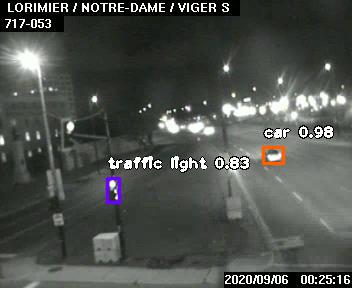 LORIMIER / NOTRE-DAME / VIGER S
717-053
car 0.98
traffic light 0.83
2020/09/06 00:25:16